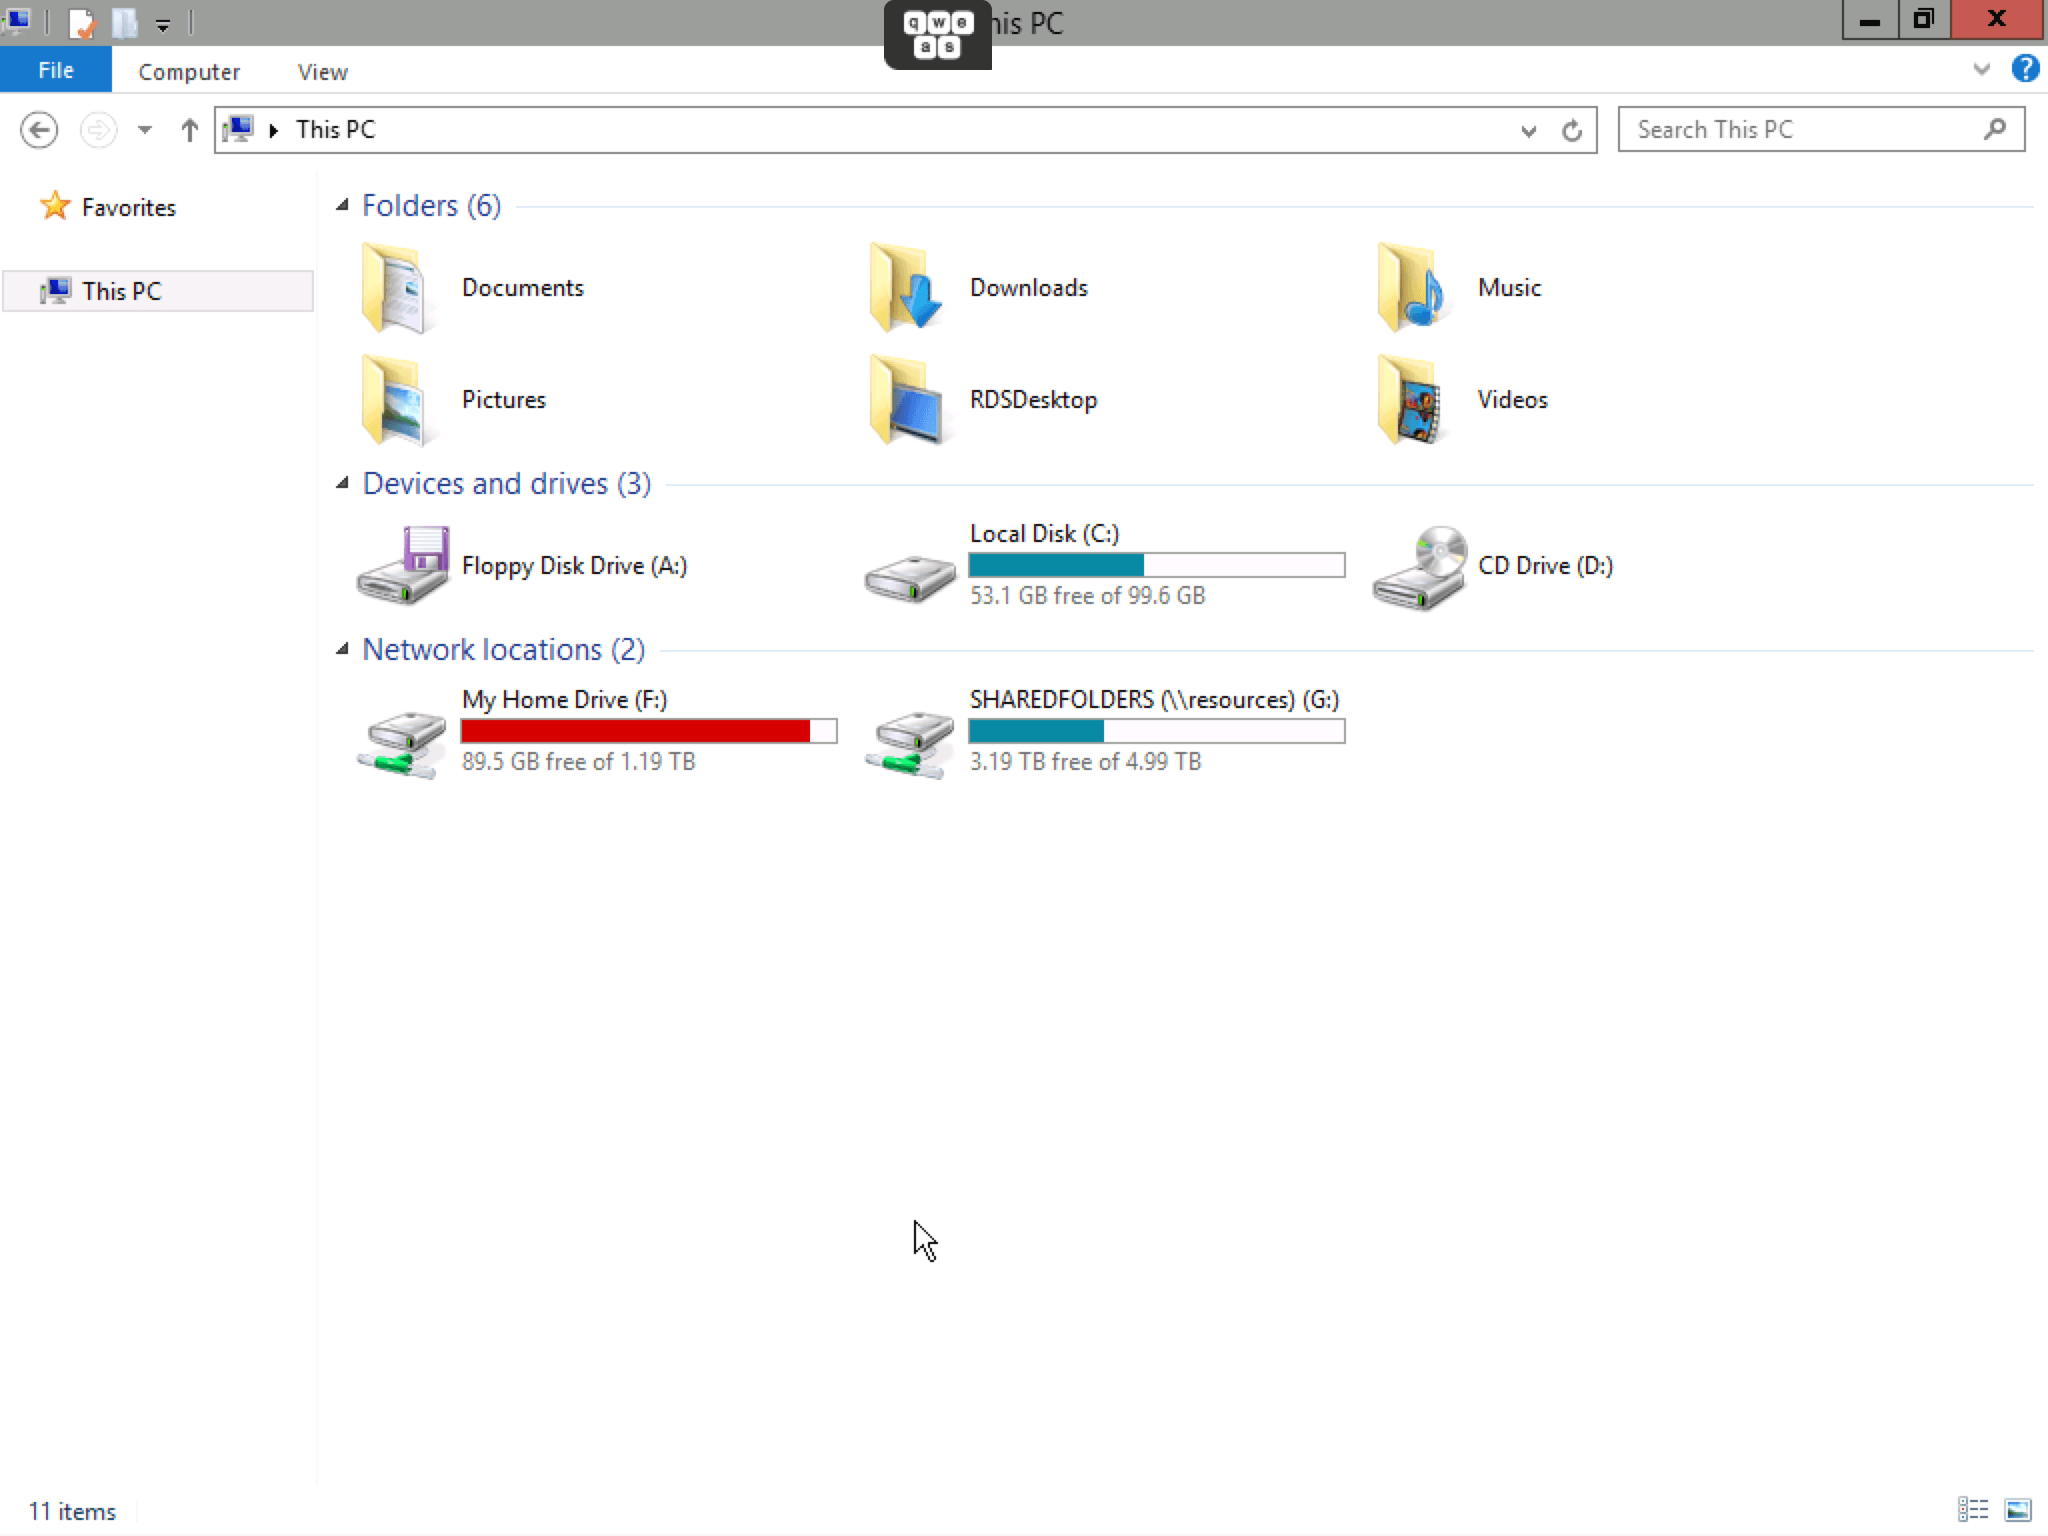 q w e
a s
his PC
File
Computer
View
This PC
Search This PC
Favorites
This PC
Folders (6)
Documents
Downloads
Music
Pictures
RDSDesktop
Videos
Devices and drives (3)
Floppy Disk Drive (A:)
Local Disk (C:)
53.1 GB free of 99.6 GB
CD Drive (D:)
Network locations (2)
My Home Drive (F:)
89.5 GB free of 1.19 TB
SHAREDFOLDERS (\\resources) (G:)
3.19 TB free of 4.99 TB
11 items